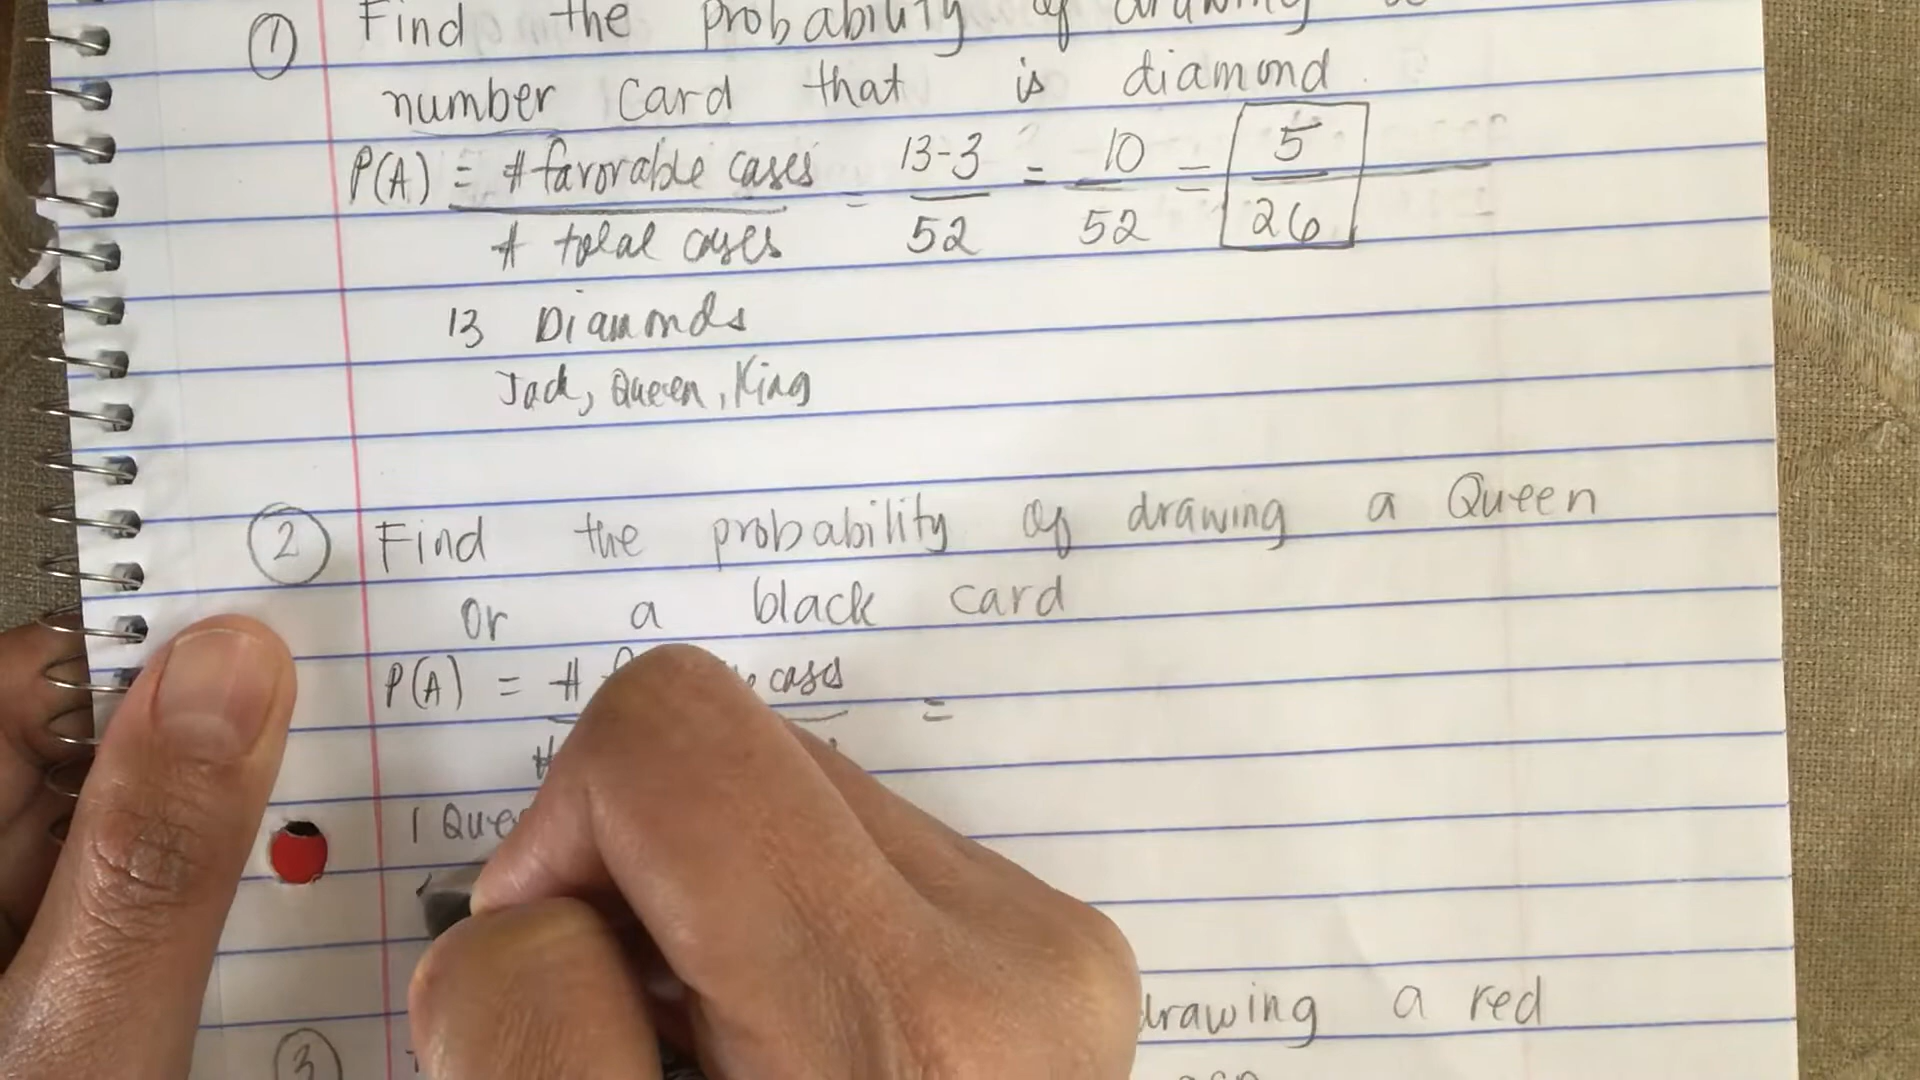 ① Find the probability of drawing a
number card that is diamond.
P(A) = # favorable cases / # total cases = 13-3 / 52 = 10 / 52 = 5 / 26
13 Diamonds
Jack, Queen, King
② Find the probability of drawing a Queen
or a black card
P(A) = # cases =
#
1 Que
③ drawing a red